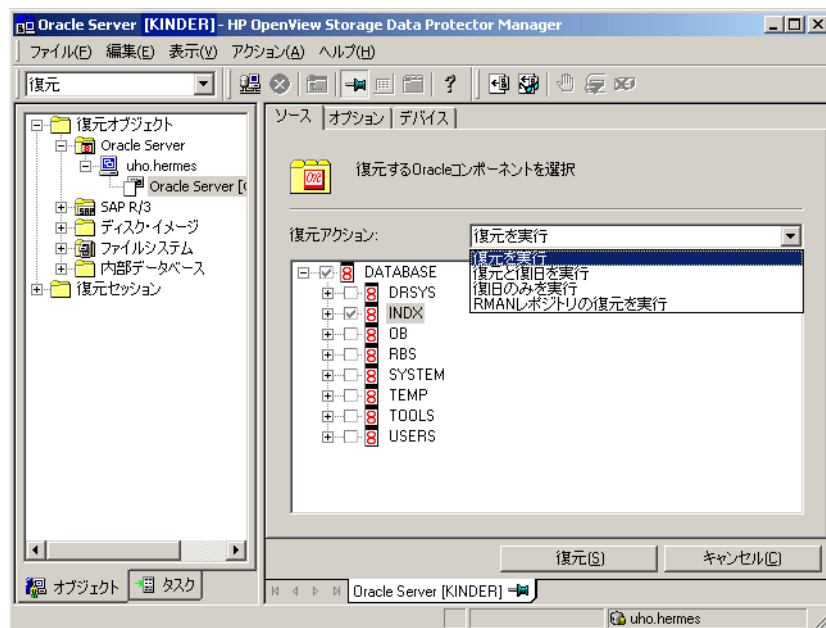 Oracle Server [KINDER] - HP OpenView Storage Data Protector Manager
ファイル(F) 編集(E) 表示(V) アクション(A) ヘルプ(H)
復元
ソース オプション デバイス
復元オブジェクト
Oracle Server
uho.hermes
Oracle Server [
SAP R/3
ディスク・イメージ
ファイルシステム
内部データベース
復元セッション
復元するOracleコンポーネントを選択
復元アクション:
復元を実行
復元を実行
復元と復旧を実行
復旧のみを実行
RMANレポジトリの復元を実行
DATABASE
DRSYS
INDX
OB
RBS
SYSTEM
TEMP
TOOLS
USERS
復元(S) キャンセル(C)
オブジェクト タスク
Oracle Server [KINDER]
uho.hermes